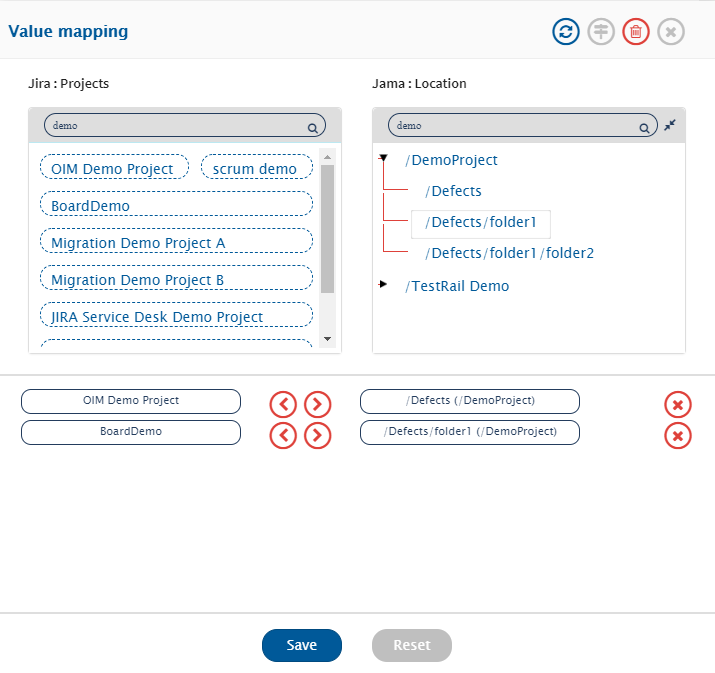 Value mapping
Jira : Projects
Jama : Location
demo
demo
OIM Demo Project
scrum demo
BoardDemo
Migration Demo Project A
Migration Demo Project B
JIRA Service Desk Demo Project
/DemoProject
/Defects
/Defects/folder1
/Defects/folder1/folder2
/TestRail Demo
OIM Demo Project
/Defects (/DemoProject)
BoardDemo
/Defects/folder1 (/DemoProject)
Save
Reset